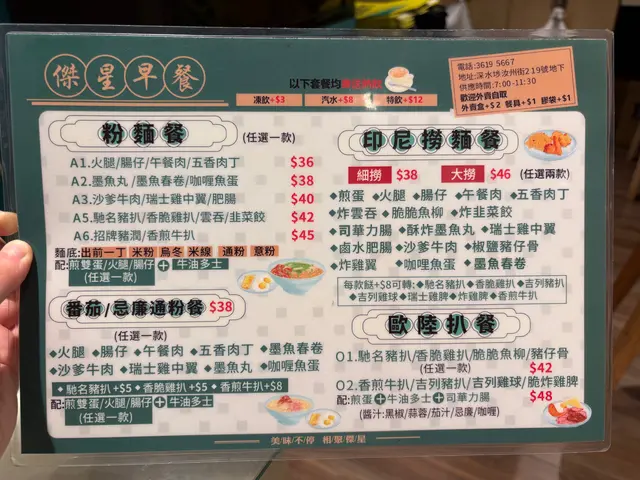 傑星早餐
以下套餐均
凍飲+$3 汽水+$8 特飲+$12
電話:3619 5667
地址:深水埗汝州街219號地下
供應時間:7:00-11:30
歡迎外賣自取
外賣盒+$2 餐具+$1 膠袋+$1
粉麵餐 (任選一款)
A1.火腿/腸仔/午餐肉/五香肉丁 $36
A2.墨魚丸/墨魚春卷/咖喱魚蛋 $38
A3.沙爹牛肉/瑞士雞中翼/肥腸 $40
A5.馳名豬扒/香脆雞扒/雲吞/韭菜餃 $42
A6.招牌豬潤/香煎牛扒 $45
麵底:出前一丁 米粉 烏冬 米線 通粉 意粉
配:煎雙蛋/火腿/腸仔+牛油多士
(任選一款)
番茄/忌廉通粉餐 $38
(任選一款)
◆火腿 ◆腸仔 ◆午餐肉 ◆五香肉丁 ◆墨魚春卷
◆沙爹牛肉 ◆瑞士雞中翼 ◆墨魚丸 ◆咖喱魚蛋
◆馳名豬扒+$5 ◆香脆雞扒+$5 ◆香煎牛扒+$8
配:煎雙蛋/火腿/腸仔+牛油多士
(任選一款)
印尼撈麵餐
細撈 $38 大撈 $46 (任選兩款)
◆煎蛋 ◆火腿 ◆腸仔 ◆午餐肉 ◆五香肉丁
◆炸雲吞 ◆脆脆魚柳 ◆炸韭菜餃
◆司華力腸 ◆酥炸墨魚丸 ◆瑞士雞中翼
◆鹵水肥腸 ◆沙爹牛肉 ◆椒鹽豬仔骨
◆炸雞翼 ◆咖喱魚蛋 ◆墨魚春卷
每款餸+$8可轉:◆馳名豬扒◆香脆雞扒◆吉列豬扒
◆吉列雞球◆瑞士雞脾◆炸雞脾◆香煎牛扒
歐陸扒餐
O1.馳名豬扒/香脆雞扒/脆脆魚柳/豬仔骨
(任選一款) $42
O2.香煎牛扒/吉列豬扒/吉列雞球/脆炸雞脾
配:煎蛋+牛油多士+司華力腸 $48
(醬汁:黑椒/蒜蓉/茄汁/忌廉/咖喱)
美/味/不/停 相/聚/傑/星